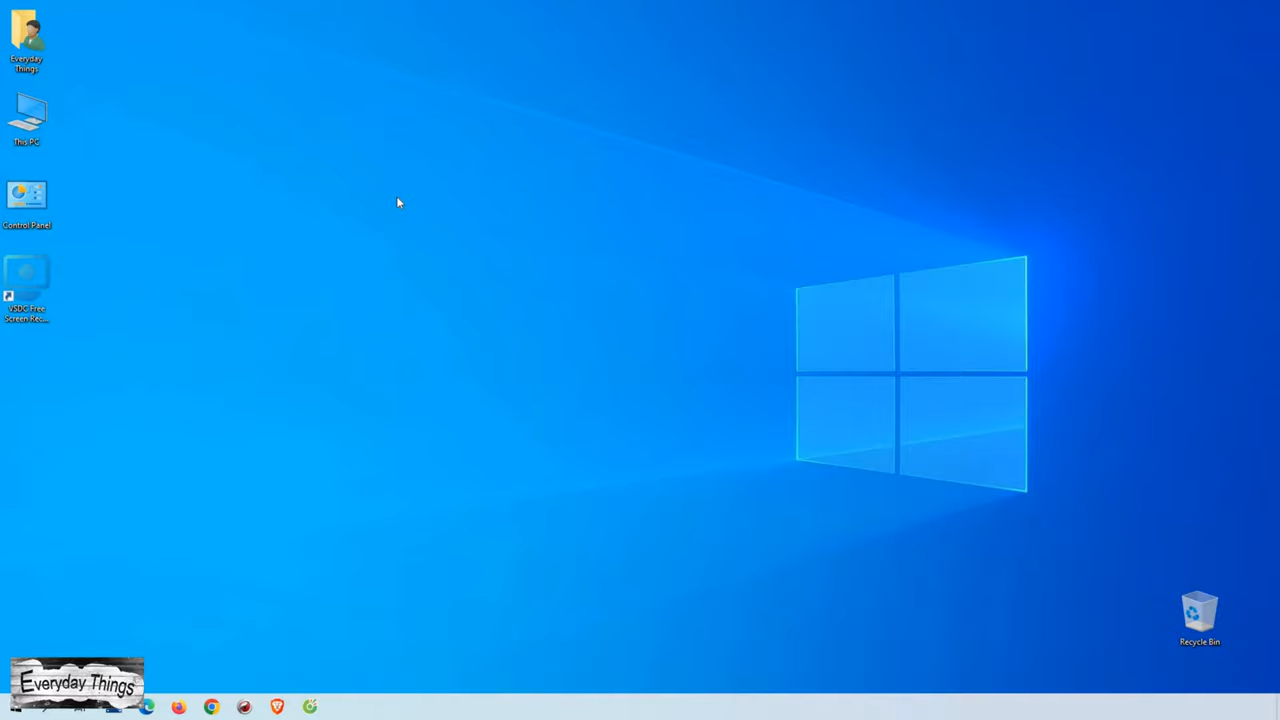 Everyday
Things
This PC
Control Panel
VSDC Free
Screen Rec...
Recycle Bin
Everyday Things